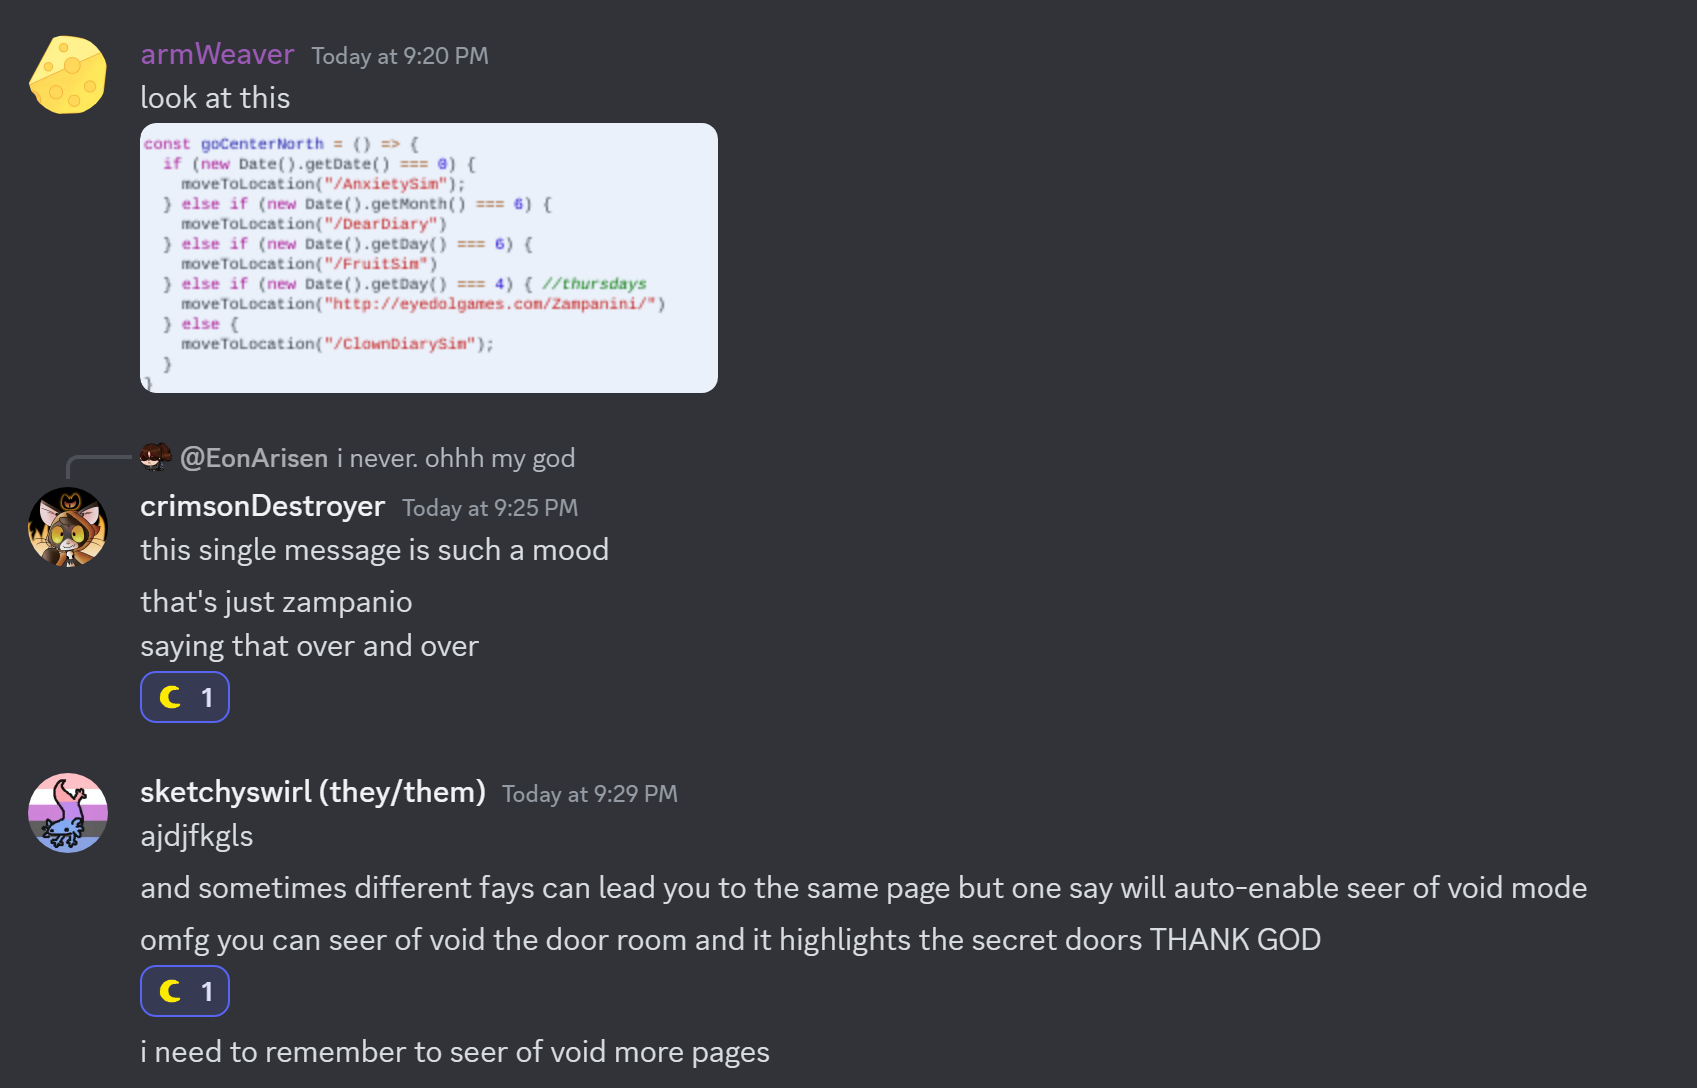 armWeaver Today at 9:20 PM
look at this
const goCenterNorth = () => {
if (new Date().getDate() === 0) {
moveToLocation("/AnxietySim");
} else if (new Date().getMonth() === 6) {
moveToLocation("/DearDiary")
} else if (new Date().getDay() === 6) {
moveToLocation("/FruitSim")
} else if (new Date().getDay() === 4) { //thursdays
moveToLocation("http://eyedolgames.com/Zampanini/")
} else {
moveToLocation("/ClownDiarySim");
}
}
@EonArisen i never. ohhh my god
crimsonDestroyer Today at 9:25 PM
this single message is such a mood
that's just zampanio
saying that over and over
1
sketchyswirl (they/them) Today at 9:29 PM
ajdjfkgls
and sometimes different fays can lead you to the same page but one say will auto-enable seer of void mode
omfg you can seer of void the door room and it highlights the secret doors THANK GOD
1
i need to remember to seer of void more pages